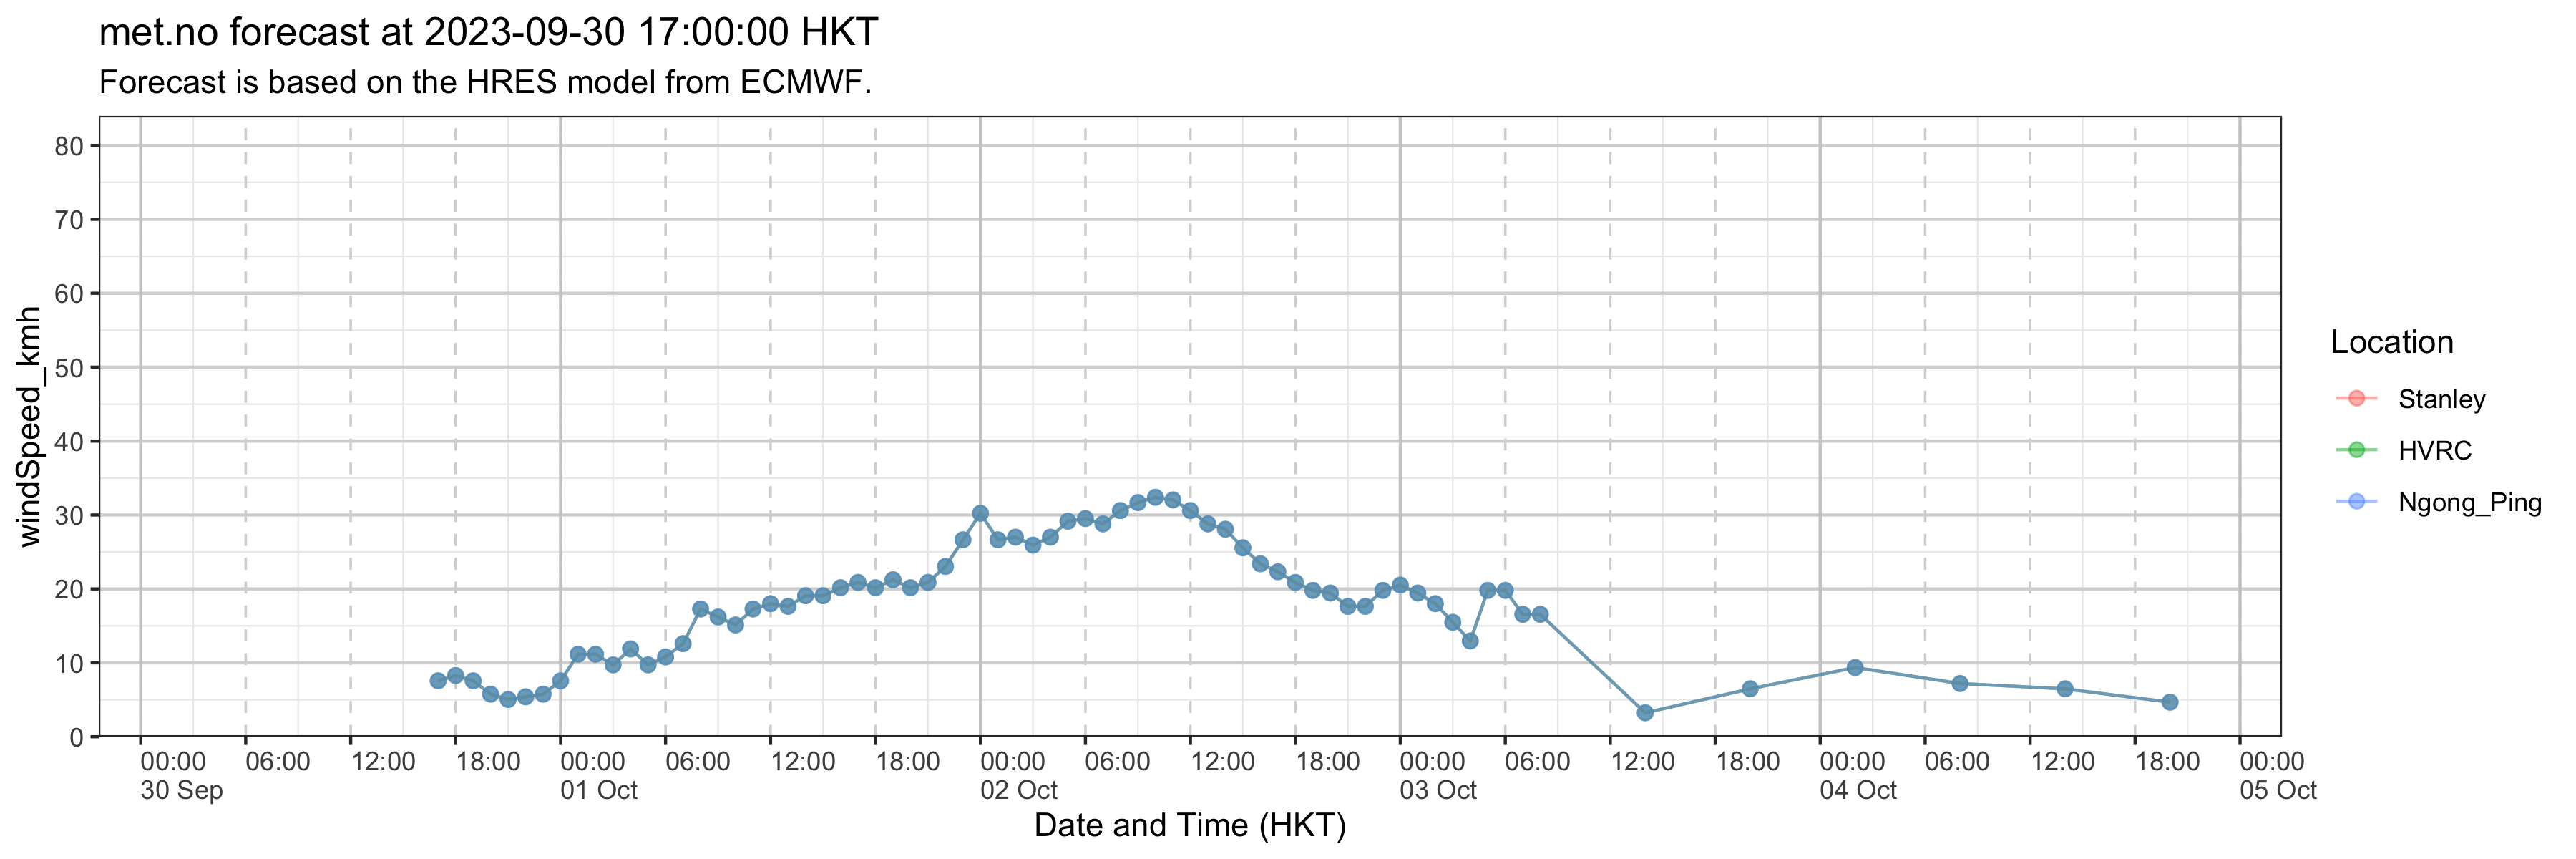 met.no forecast at 2023-09-30 17:00:00 HKT
Forecast is based on the HRES model from ECMWF.
windSpeed_kmh
80
70
60
50
40
30
20
10
0
00:00 06:00 12:00 18:00 00:00 06:00 12:00 18:00 00:00 06:00 12:00 18:00 00:00 06:00 12:00 18:00 00:00 06:00 12:00 18:00 00:00
30 Sep 01 Oct 02 Oct 03 Oct 04 Oct 05 Oct
Date and Time (HKT)
Location
Stanley
HVRC
Ngong_Ping